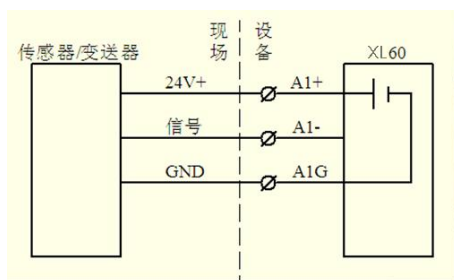 现 设
传感器/变送器 场 备 XL60
24V+ A1+
信号 A1-
GND A1G